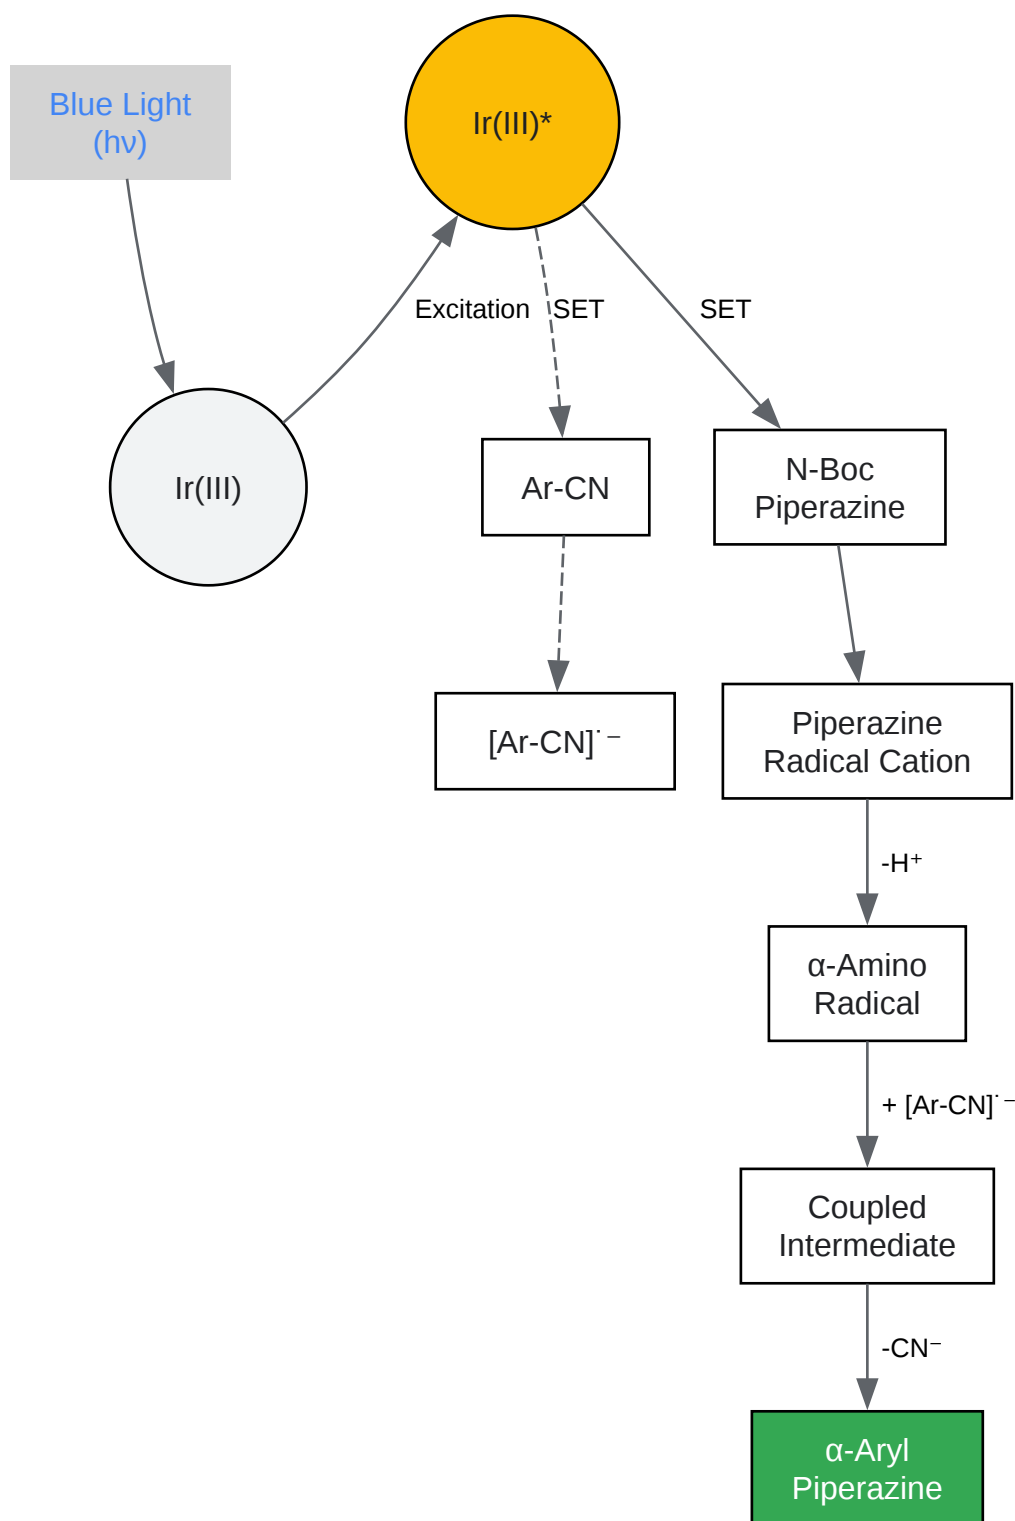 Blue Light
(hν)
Ir(III)*
Excitation
SET
SET
Ir(III)
Ar-CN
N-Boc
Piperazine
[Ar-CN]˙⁻
Piperazine
Radical Cation
-H⁺
α-Amino
Radical
+ [Ar-CN]˙⁻
Coupled
Intermediate
-CN⁻
α-Aryl
Piperazine